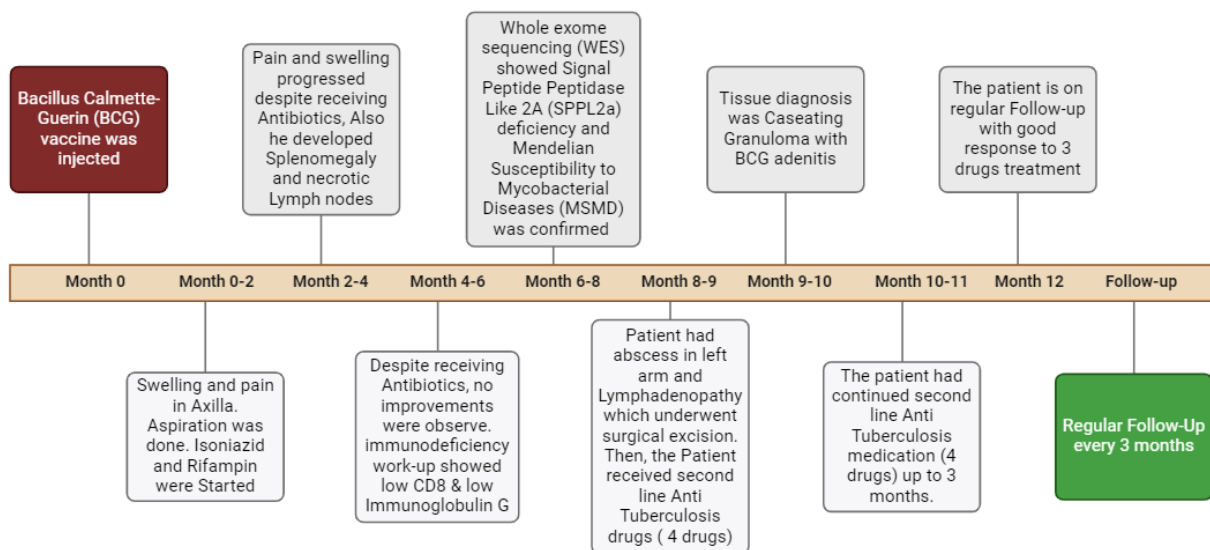 Bacillus Calmette-
Guerin (BCG)
vaccine was
injected
Pain and swelling
progressed
despite receiving
Antibiotics, Also
he developed
Splenomegaly
and necrotic
Lymph nodes
Whole exome
sequencing (WES)
showed Signal
Peptide Peptidase
Like 2A (SPPL2a)
deficiency and
Mendelian
Susceptibility to
Mycobacterial
Diseases (MSMD)
was confirmed
Tissue diagnosis
was Caseating
Granuloma with
BCG adenitis
The patient is on
regular Follow-up
with good
response to 3
drugs treatment
Month 0
Month 0-2
Month 2-4
Month 4-6
Month 6-8
Month 8-9
Month 9-10
Month 10-11
Month 12
Follow-up
Swelling and pain
in Axilla.
Aspiration was
done. Isoniazid
and Rifampin
were Started
Despite receiving
Antibiotics, no
improvements
were observe.
immunodeficiency
work-up showed
low CD8 & low
Immunoglobulin G
Patient had
abscess in left
arm and
Lymphadenopathy
which underwent
surgical excision.
Then, the Patient
received second
line Anti
Tuberculosis
drugs ( 4 drugs)
The patient had
continued second
line Anti
Tuberculosis
medication (4
drugs) up to 3
months.
Regular Follow-Up
every 3 months